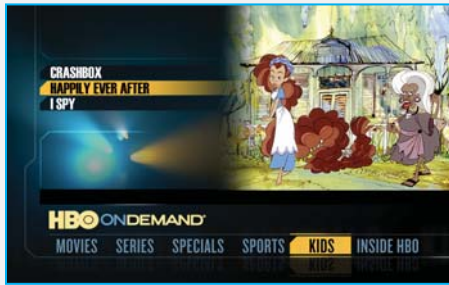 CRASHBOX
HAPPILY EVER AFTER
I SPY
HBO ONDEMAND
MOVIES SERIES SPECIALS SPORTS KIDS INSIDE HBO